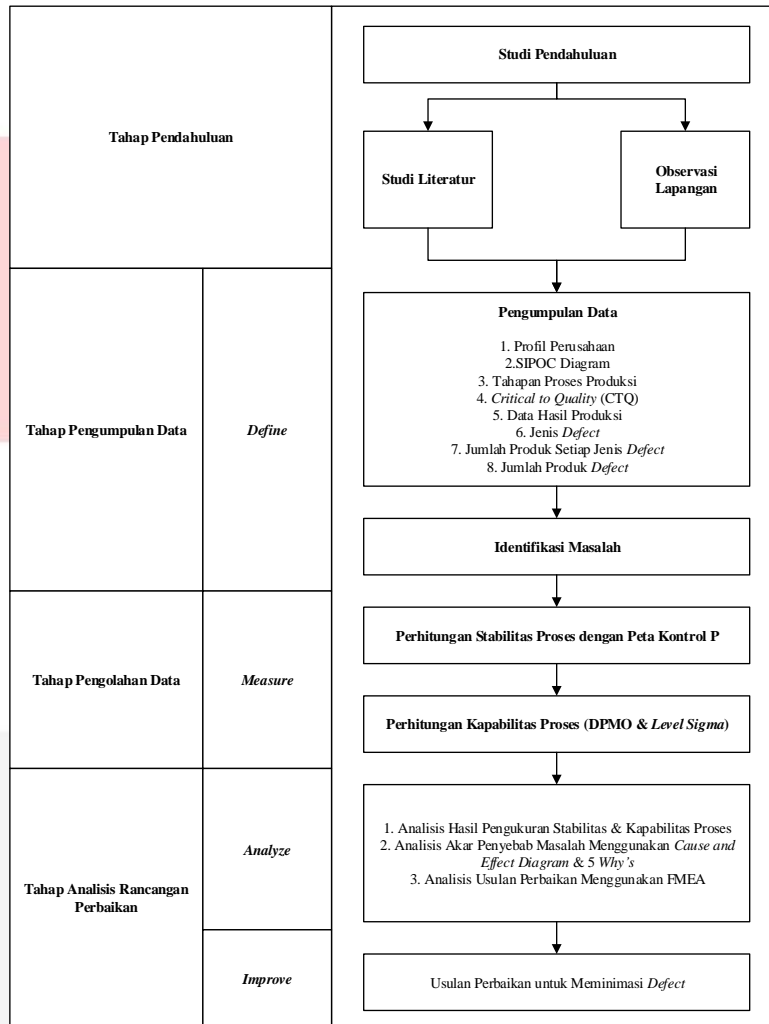 Studi Pendahuluan
Tahap Pendahuluan
Studi Literatur
Observasi
Lapangan
Tahap Pengumpulan Data
Define
Pengumpulan Data
1. Profil Perusahaan
2.SIPOC Diagram
3. Tahapan Proses Produksi
4. Critical to Quality (CTQ)
5. Data Hasil Produksi
6. Jenis Defect
7. Jumlah Produk Setiap Jenis Defect
8. Jumlah Produk Defect
Identifikasi Masalah
Tahap Pengolahan Data
Measure
Perhitungan Stabilitas Proses dengan Peta Kontrol P
Perhitungan Kapabilitas Proses (DPMO & Level Sigma)
Tahap Analisis Rancangan
Perbaikan
Analyze
1. Analisis Hasil Pengukuran Stabilitas & Kapabilitas Proses
2. Analisis Akar Penyebab Masalah Menggunakan Cause and
Effect Diagram & 5 Why's
3. Analisis Usulan Perbaikan Menggunakan FMEA
Improve
Usulan Perbaikan untuk Meminimasi Defect